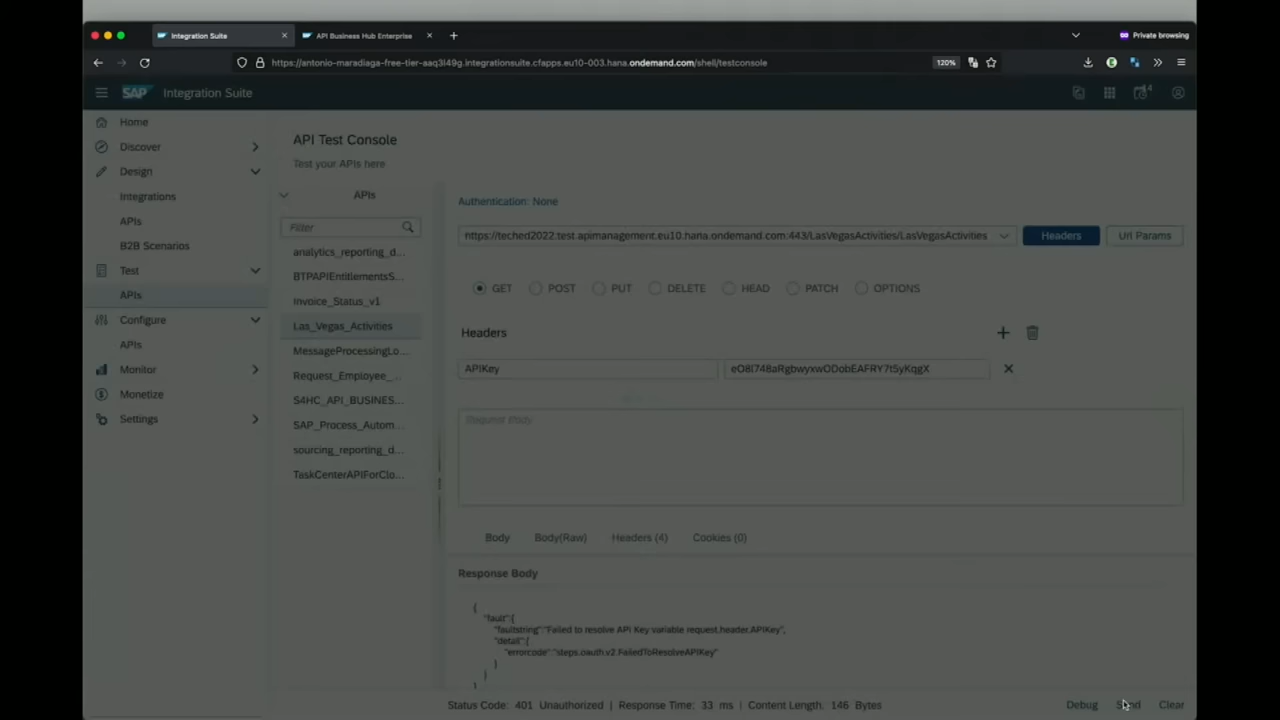 Integration Suite
API Business Hub Enterprise
Private browsing
https://antonio-maradiaga-free-tier-aaq3l49g.integrationsuite.cfapps.eu10-003.hana.ondemand.com/shell/testconsole
120%
SAP Integration Suite
Home
Discover
Design
Integrations
APIs
B2B Scenarios
Test
APIs
Configure
APIs
Monitor
Monetize
Settings
API Test Console
Test your APIs here
APIs
Filter
analytics_reporting_d...
BTPAPIEntitlementsS...
Invoice_Status_v1
Las_Vegas_Activities
MessageProcessingLo...
Request_Employee_...
S4HC_API_BUSINES...
SAP_Process_Autom...
sourcing_reporting_d...
TaskCenterAPIForClo...
Authentication: None
https://teched2022.test.apimanagement.eu10.hana.ondemand.com:443/LasVegasActivities/LasVegasActivities
Headers
Url Params
GET POST PUT DELETE HEAD PATCH OPTIONS
Headers
APIKey
eO8l748aRgbwyxwODobEAFRY7t5yKqgX
Request Body
Body Body(Raw) Headers (4) Cookies (0)
Response Body
{
"fault":{
"faultstring":"Failed to resolve API Key variable request.header.APIKey",
"detail":{
"errorcode":"steps.oauth.v2.FailedToResolveAPIKey"
}
}
Status Code: 401 Unauthorized | Response Time: 33 ms | Content Length: 146 Bytes
Debug
Clear